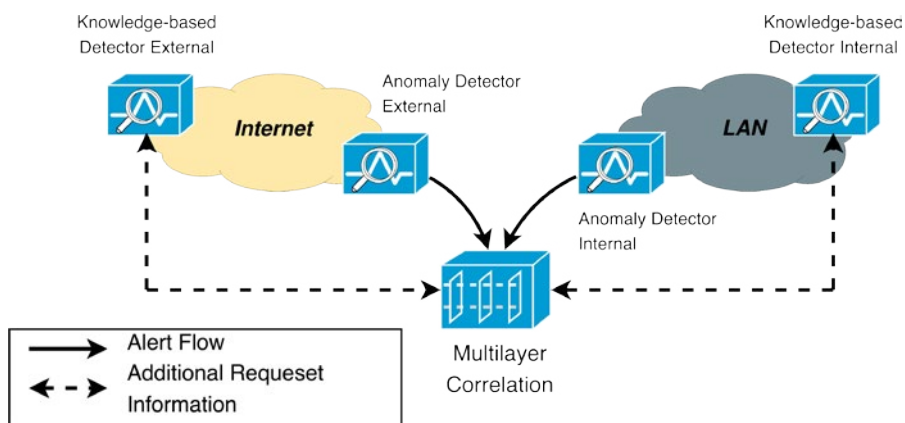 Knowledge-based
Detector External
Knowledge-based
Detector Internal
Anomaly Detector
External
Internet
LAN
Anomaly Detector
Internal
Multilayer
Correlation
Alert Flow
Additional Requeset
Information